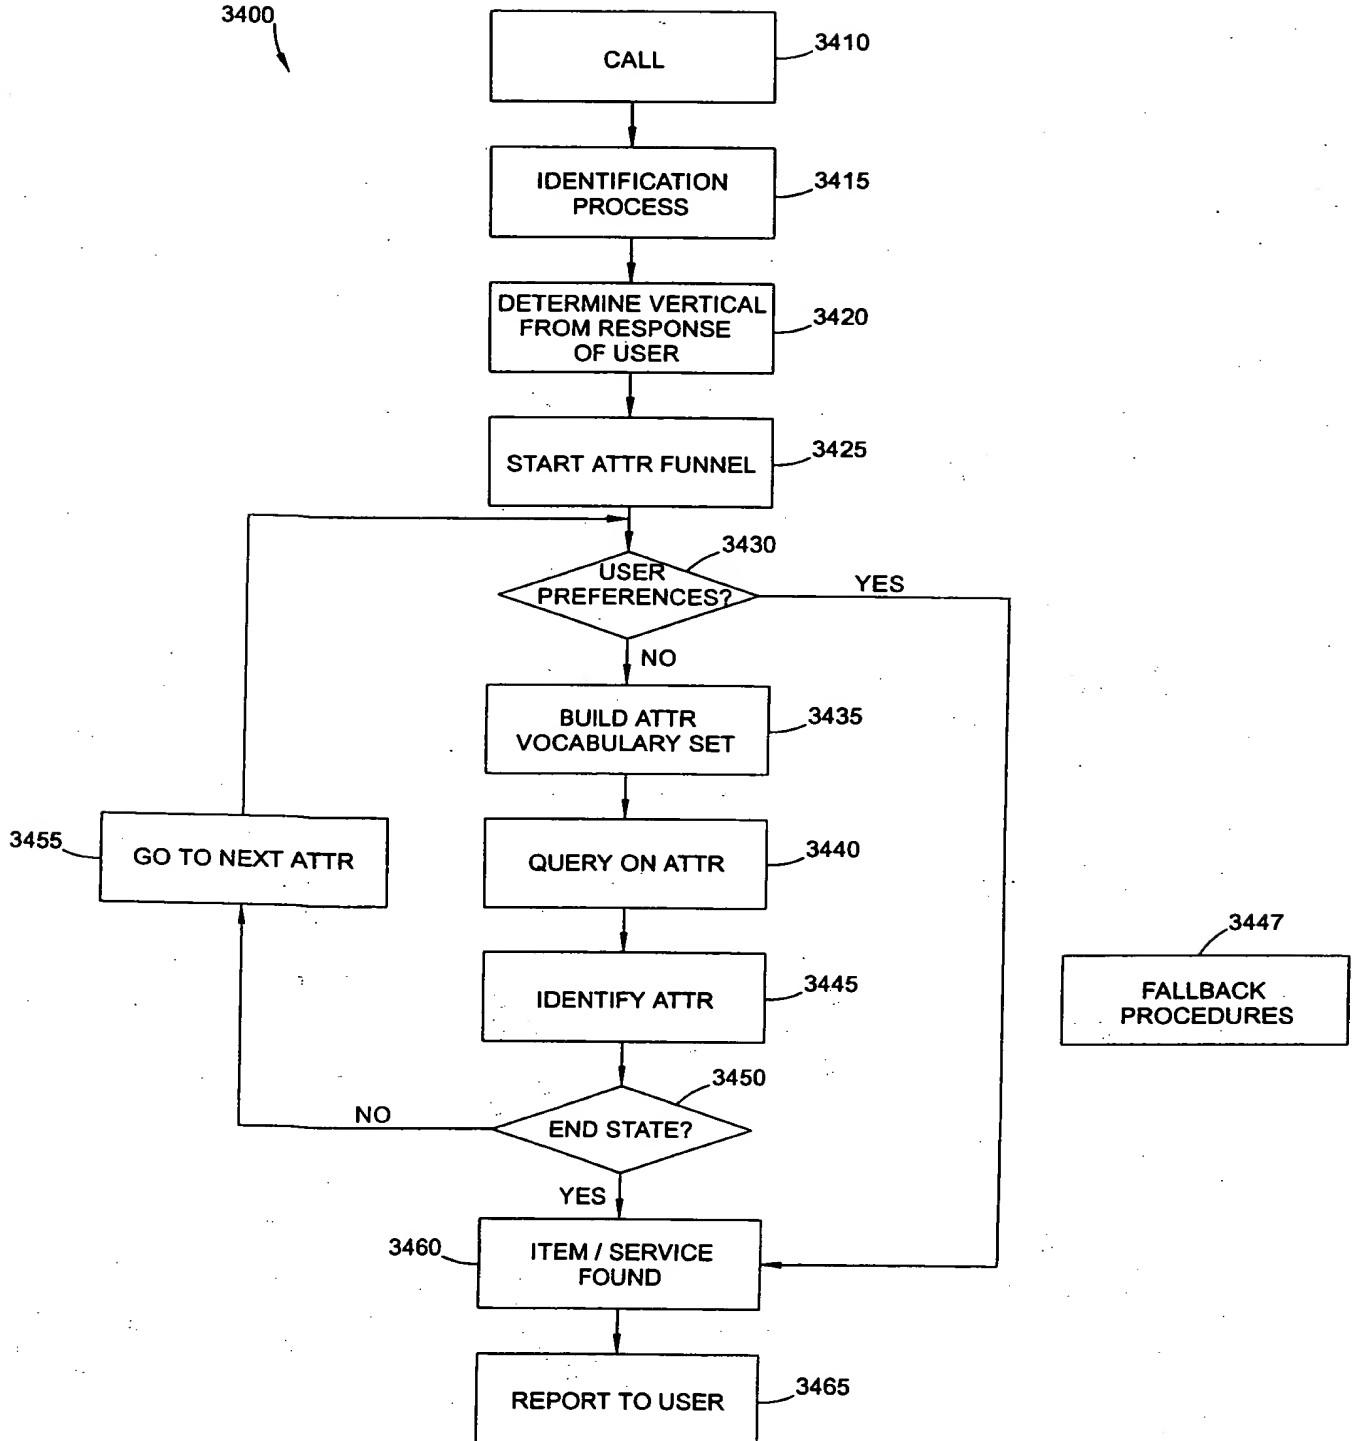 3400
CALL
3410
IDENTIFICATION
PROCESS
3415
DETERMINE VERTICAL
FROM RESPONSE
OF USER
3420
START ATTR FUNNEL
3425
3430
USER
PREFERENCES?
YES
NO
BUILD ATTR
VOCABULARY SET
3435
3455
GO TO NEXT ATTR
QUERY ON ATTR
3440
3447
FALLBACK
PROCEDURES
IDENTIFY ATTR
3445
3450
NO
END STATE?
YES
3460
ITEM / SERVICE
FOUND
REPORT TO USER
3465